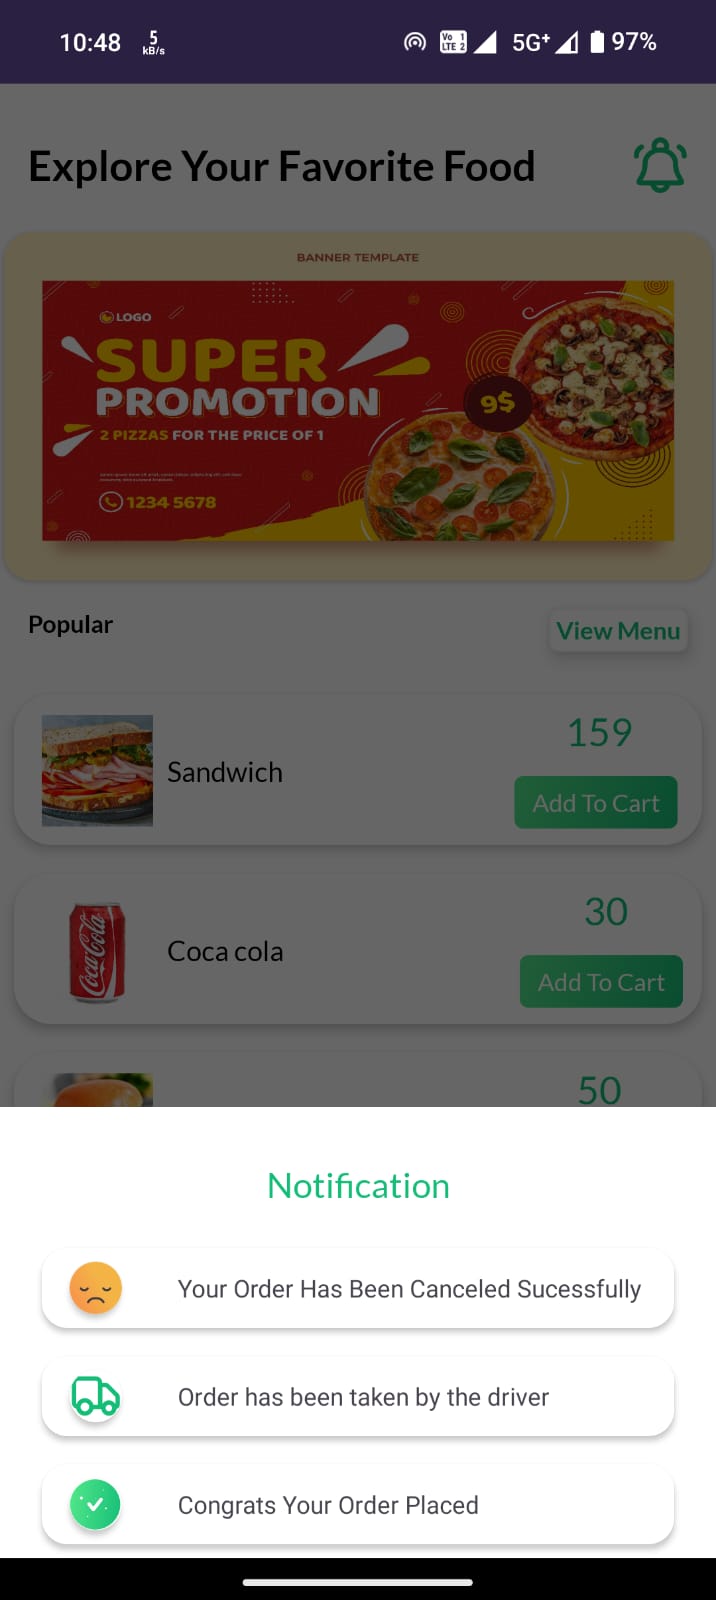 10:48 5 kB/s Vo 1 LTE 2 5G+ 97%
Explore Your Favorite Food
BANNER TEMPLATE
LOGO
SUPER
PROMOTION
9$
2 PIZZAS FOR THE PRICE OF 1
1234 5678
Popular
View Menu
159
Sandwich
Add To Cart
Coca-Cola
30
Coca cola
Add To Cart
50
Notification
Your Order Has Been Canceled Sucessfully
Order has been taken by the driver
Congrats Your Order Placed